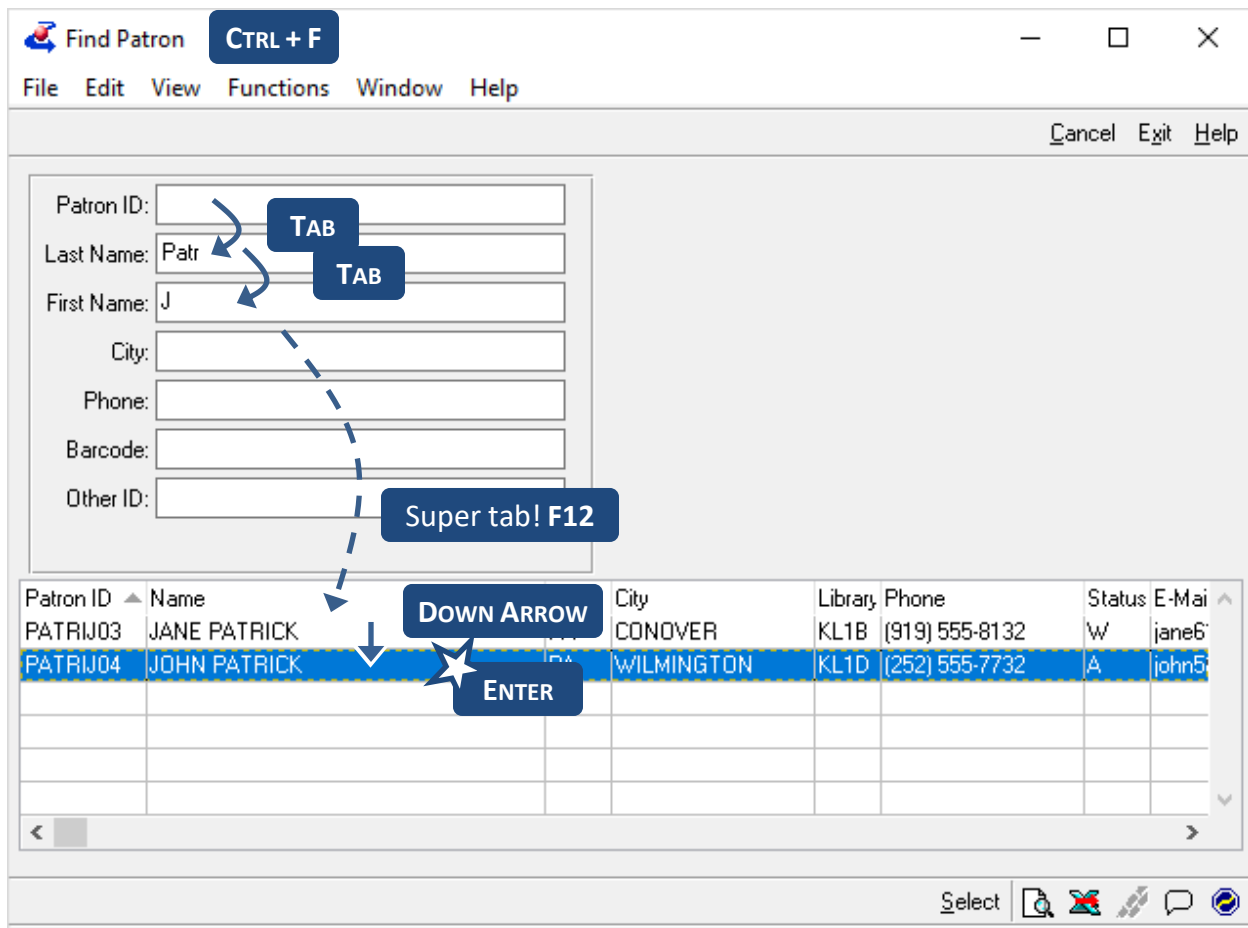 Find Patron CTRL + F
File Edit View Functions Window Help
Cancel Exit Help
Patron ID:
TAB
Last Name: Patr
TAB
First Name: J
City:
Phone:
Barcode:
Other ID:
Super tab! F12
Patron ID Name City Library Phone Status E-Mai
DOWN ARROW
PATRIJ03 JANE PATRICK CONOVER KL1B (919) 555-8132 W jane6
PATRIJ04 JOHN PATRICK PA WILMINGTON KL1D (252) 555-7732 A john5
ENTER
Select